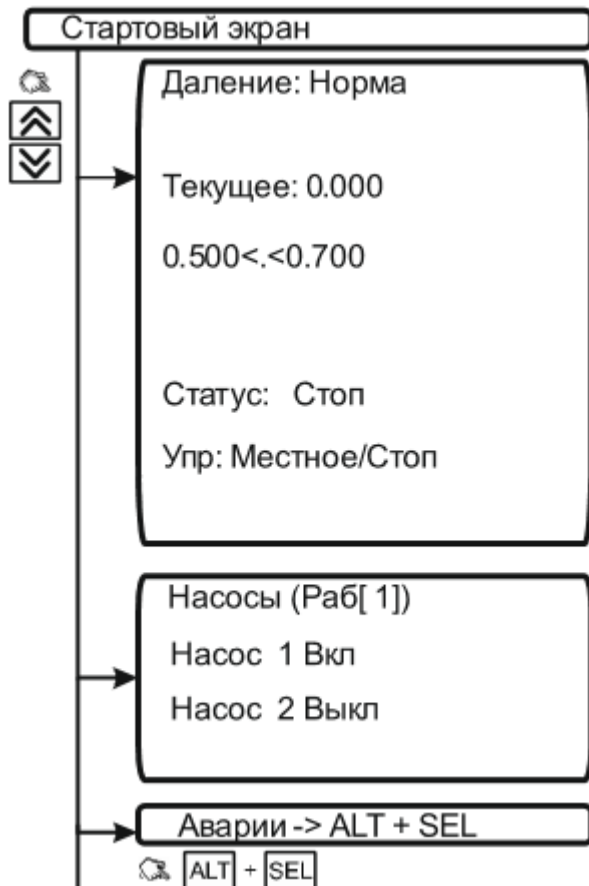 Стартовый экран
Даление: Норма
Текущее: 0.000
0.500<.<0.700
Статус: Стоп
Упр: Местное/Стоп
Насосы (Раб[ 1])
Насос 1 Вкл
Насос 2 Выкл
Аварии -> ALT + SEL
ALT + SEL